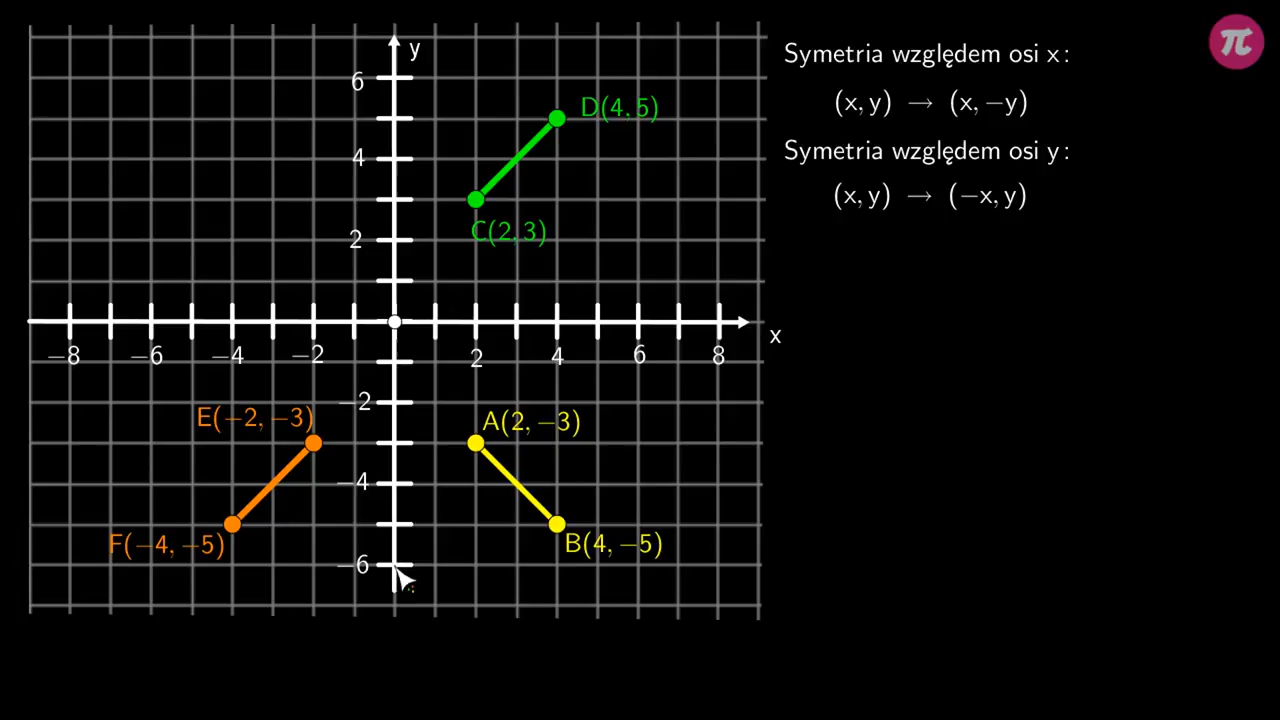 Symetria względem osi x:
(x, y) → (x, −y)
Symetria względem osi y:
(x, y) → (−x, y)
π
y
6
D(4, 5)
4
C(2, 3)
2
x
−8 −6 −4 −2 2 4 6 8
−2
E(−2, −3) A(2, −3)
−4
F(−4, −5) B(4, −5)
−6